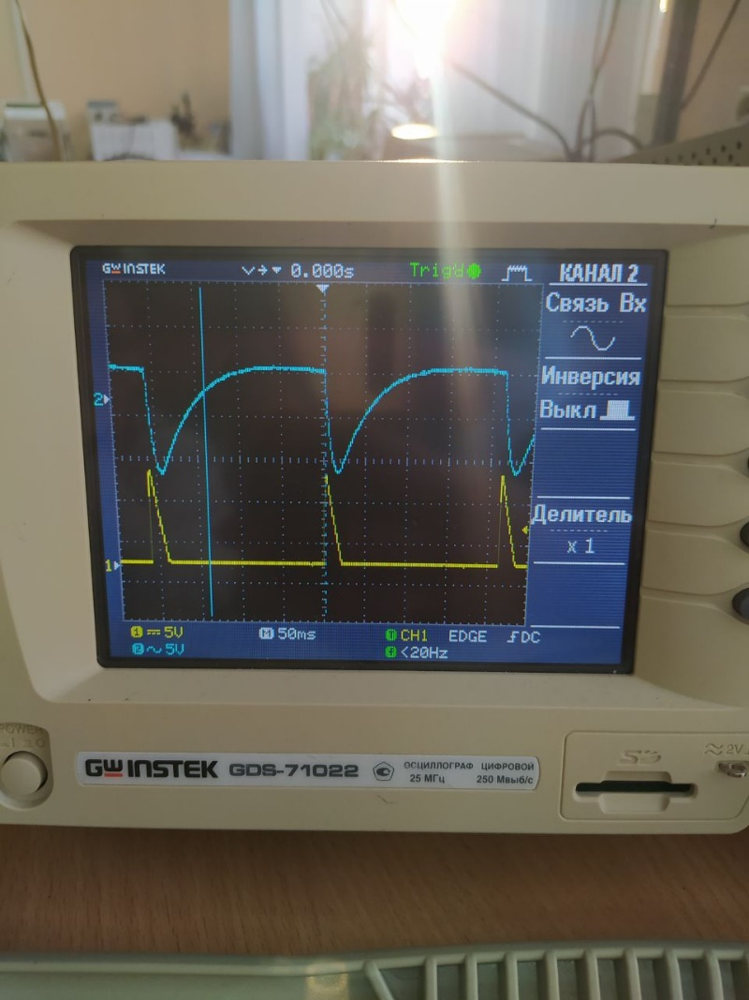 GW INSTEK
0.000s
Trig'd
КАНАЛ 2
Связь Вх
Инверсия
Выкл
Делитель
x 1
2
1
1 5V
2 5V
M 50ms
CH1 EDGE DC
<20Hz
POWER
GW INSTEK GDS-71022
ОСЦИЛЛОГРАФ ЦИФРОВОЙ
25 МГц 250 Мвыб/с
SD
≈2V